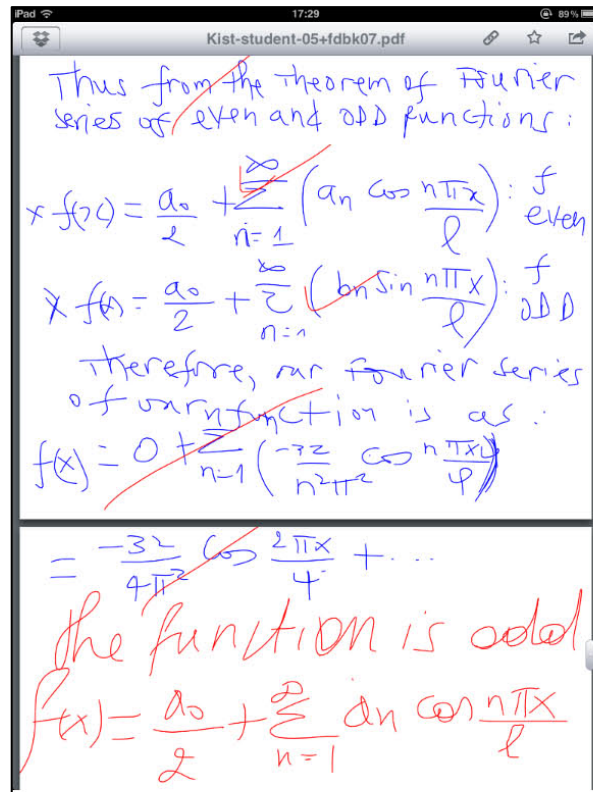 iPad 17:29 89%
Kist-student-05+fdbk07.pdf
Thus from the Theorem of Fourier
series of even and ODD functions :
x f(x) = a₀/2 + ∑_{n=1}^{∞} (aₙ cos nπx/l) : f even
x f(x) = a₀/2 + ∑_{n=1}^{∞} (bₙ sin nπx/l) : f ODD
Therefore, our Fourier series
of our function is as :
f(x) = 0 + ∑_{n=1} (-32/n²π² cos nπx/4)
= -32/4π² cos 2πx/4 + ...
the function is odd
f(x) = a₀/2 + ∑_{n=1}^{∞} aₙ cos nπx/l